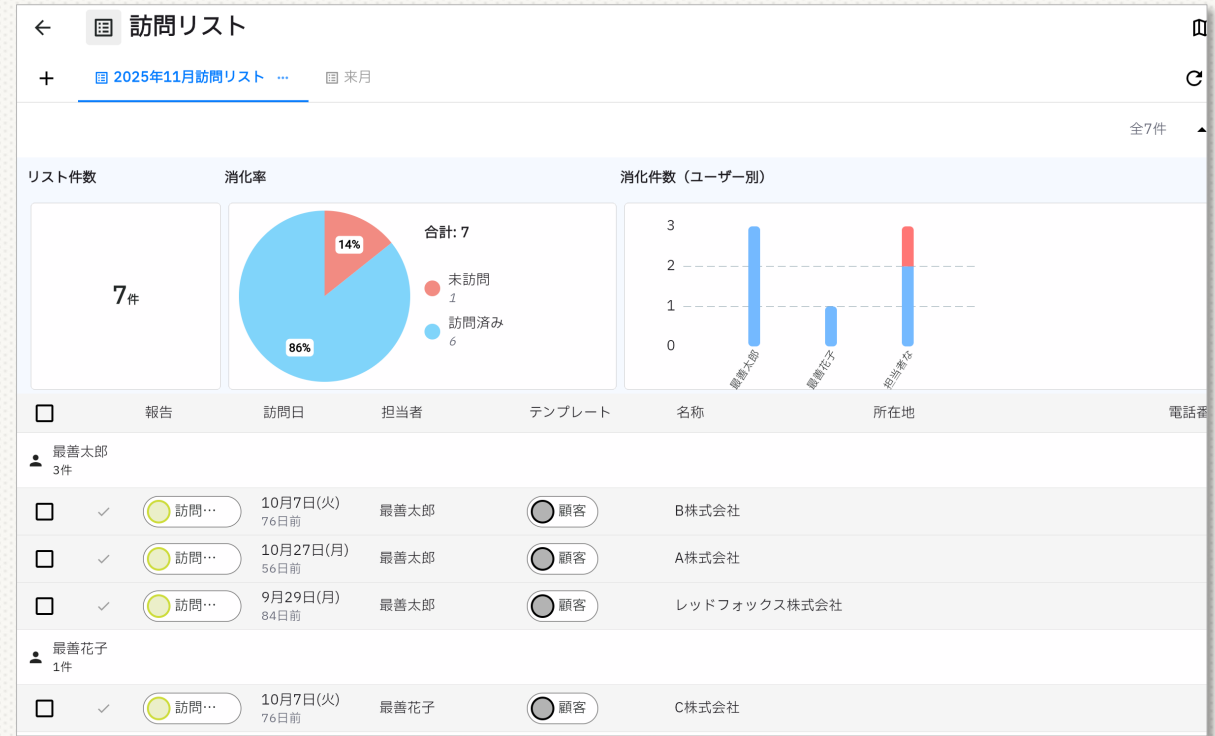 訪問リスト
2025年11月訪問リスト … 来月
全7件
リスト件数 消化率 消化件数（ユーザー別）
7件
14%
86%
合計: 7
未訪問
1
訪問済み
6
3
2
1
0
最善太郎 最善花子 担当者な
報告 訪問日 担当者 テンプレート 名称 所在地 電話番
最善太郎
3件
訪問… 10月7日(火) 最善太郎 顧客 B株式会社
76日前
訪問… 10月27日(月) 最善太郎 顧客 A株式会社
56日前
訪問… 9月29日(月) 最善太郎 顧客 レッドフォックス株式会社
84日前
最善花子
1件
訪問… 10月7日(火) 最善花子 顧客 C株式会社
76日前